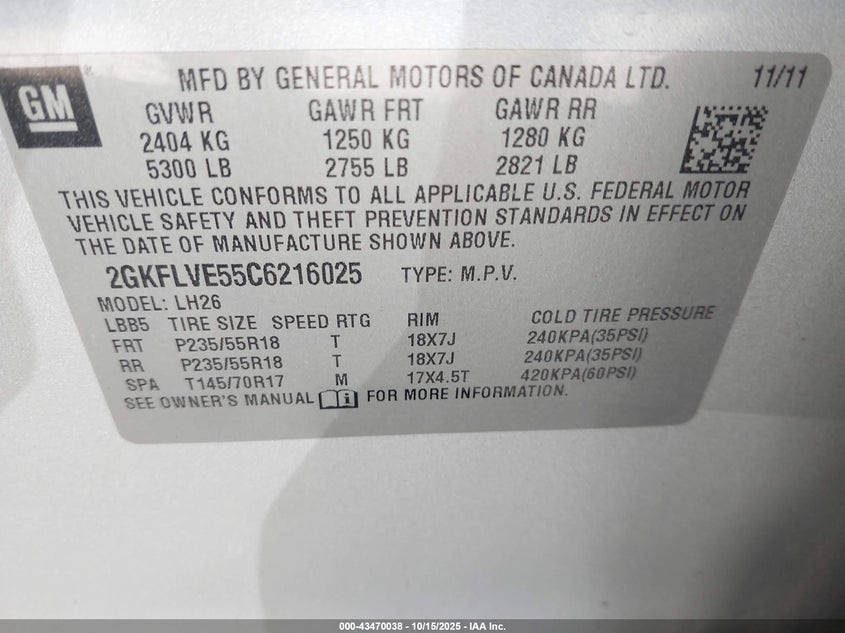 GM
MFD BY GENERAL MOTORS OF CANADA LTD. 11/11
GVWR GAWR FRT GAWR RR
2404 KG 1250 KG 1280 KG
5300 LB 2755 LB 2821 LB
THIS VEHICLE CONFORMS TO ALL APPLICABLE U.S. FEDERAL MOTOR
VEHICLE SAFETY AND THEFT PREVENTION STANDARDS IN EFFECT ON
THE DATE OF MANUFACTURE SHOWN ABOVE.
2GKFLVE55C6216025 TYPE: M.P.V.
MODEL: LH26
LBB5 TIRE SIZE SPEED RTG RIM COLD TIRE PRESSURE
FRT P235/55R18 T 18X7J 240KPA(35PSI)
RR P235/55R18 T 18X7J 240KPA(35PSI)
SPA T145/70R17 M 17X4.5T 420KPA(60PSI)
SEE OWNER'S MANUAL FOR MORE INFORMATION.
000-43470038 - 10/15/2025 - IAA Inc.